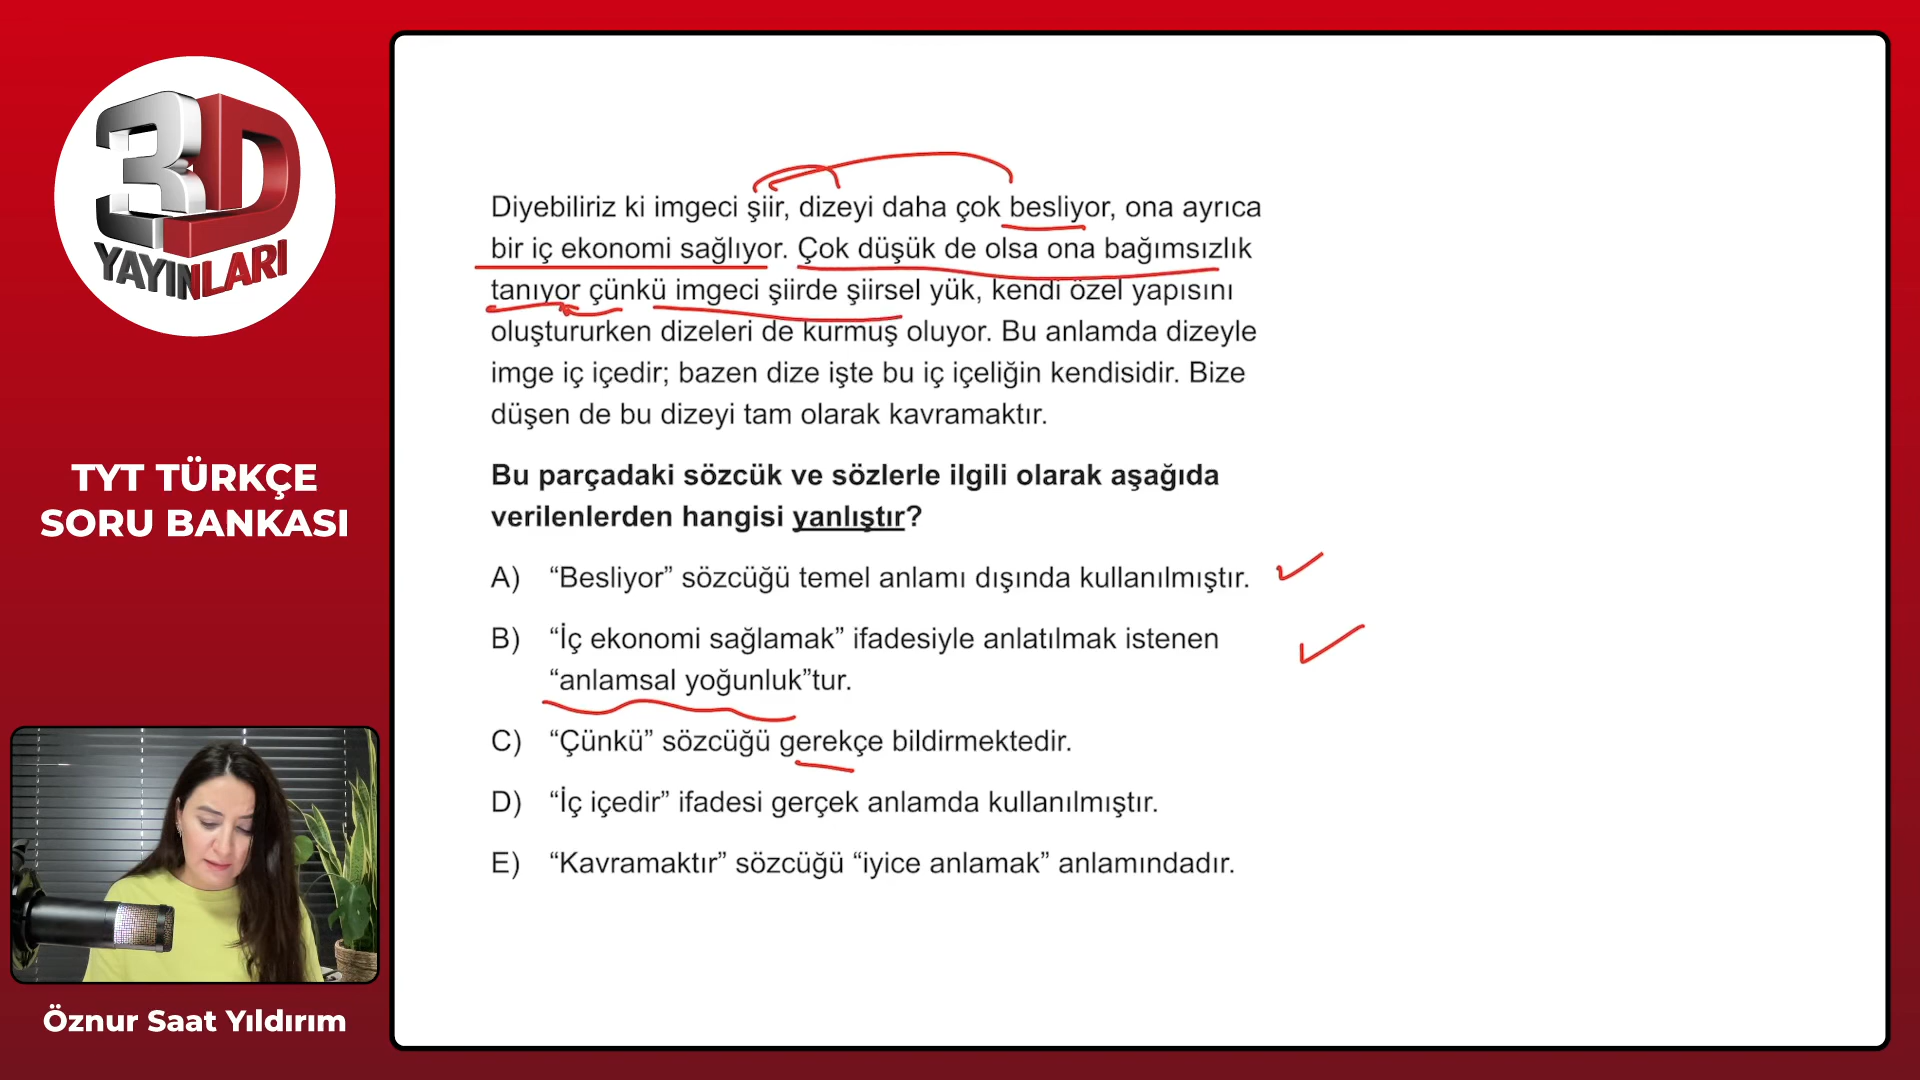 3D
YAYINLARI
TYT TÜRKÇE
SORU BANKASI
Öznur Saat Yıldırım
Diyebiliriz ki imgeci şiir, dizeyi daha çok besliyor, ona ayrıca
bir iç ekonomi sağlıyor. Çok düşük de olsa ona bağımsızlık
tanıyor çünkü imgeci şiirde şiirsel yük, kendi özel yapısını
oluştururken dizeleri de kurmuş oluyor. Bu anlamda dizeyle
imge iç içedir; bazen dize işte bu iç içeliğin kendisidir. Bize
düşen de bu dizeyi tam olarak kavramaktır.
Bu parçadaki sözcük ve sözlerle ilgili olarak aşağıda
verilenlerden hangisi yanlıştır?
A) “Besliyor” sözcüğü temel anlamı dışında kullanılmıştır.
B) “İç ekonomi sağlamak” ifadesiyle anlatılmak istenen
“anlamsal yoğunluk”tur.
C) “Çünkü” sözcüğü gerekçe bildirmektedir.
D) “İç içedir” ifadesi gerçek anlamda kullanılmıştır.
E) “Kavramaktır” sözcüğü “iyice anlamak” anlamındadır.